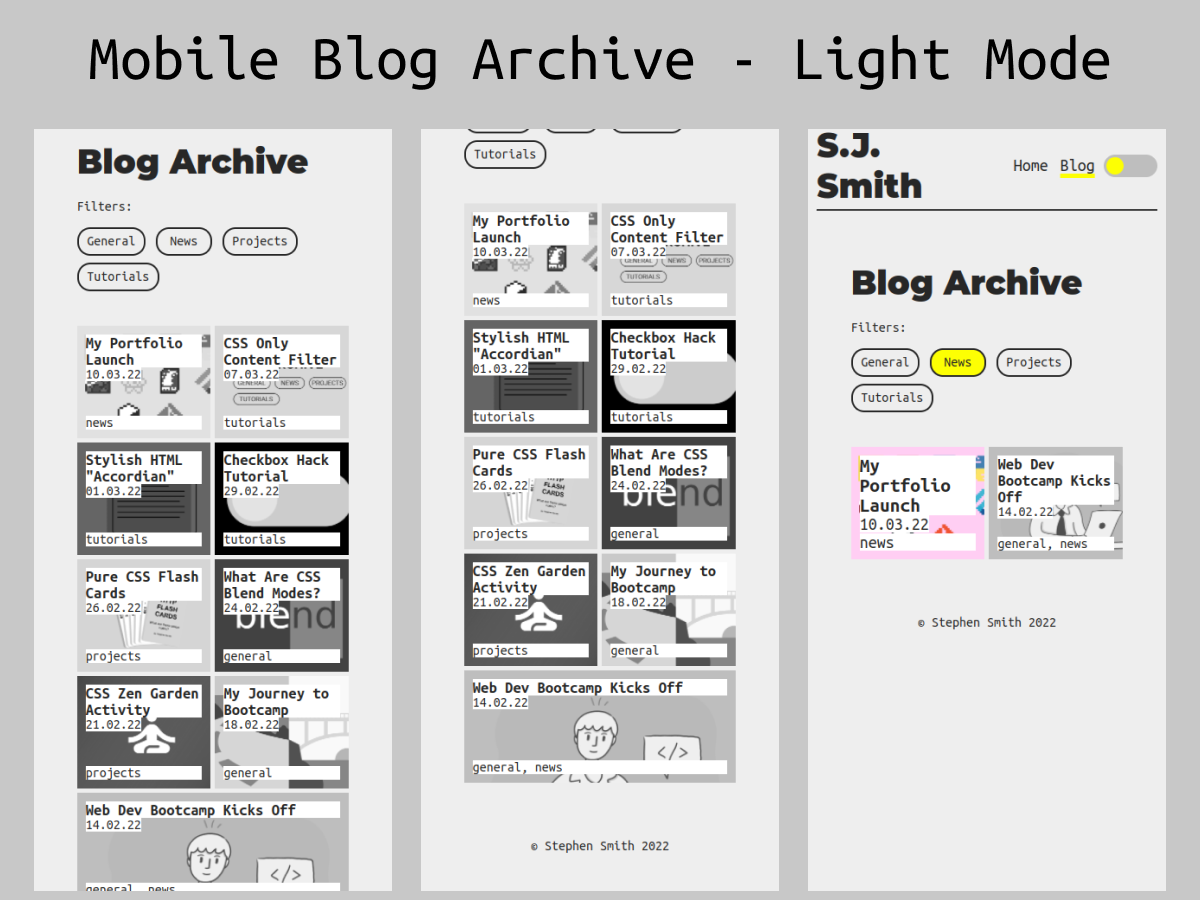 Mobile Blog Archive - Light Mode
Blog Archive
Filters:
General News Projects
Tutorials
My Portfolio
Launch
10.03.22
news
CSS Only
Content Filter
07.03.22
GENERAL NEWS PROJECTS
TUTORIALS
tutorials
Stylish HTML
"Accordian"
01.03.22
tutorials
Checkbox Hack
Tutorial
29.02.22
tutorials
Pure CSS Flash
Cards
26.02.22
FLASH
CARDS
projects
What Are CSS
Blend Modes?
24.02.22
blend
general
CSS Zen Garden
Activity
21.02.22
projects
My Journey to
Bootcamp
18.02.22
general
Web Dev Bootcamp Kicks Off
14.02.22
</>
general, news
Tutorials
My Portfolio
Launch
10.03.22
news
CSS Only
Content Filter
07.03.22
GENERAL NEWS PROJECTS
TUTORIALS
tutorials
Stylish HTML
"Accordian"
01.03.22
tutorials
Checkbox Hack
Tutorial
29.02.22
tutorials
Pure CSS Flash
Cards
26.02.22
FLASH
CARDS
projects
What Are CSS
Blend Modes?
24.02.22
blend
general
CSS Zen Garden
Activity
21.02.22
projects
My Journey to
Bootcamp
18.02.22
general
Web Dev Bootcamp Kicks Off
14.02.22
</>
general, news
© Stephen Smith 2022
S.J.
Smith
Home Blog
Blog Archive
Filters:
General News Projects
Tutorials
My
Portfolio
Launch
10.03.22
news
Web Dev
Bootcamp Kicks
Off
14.02.22
general, news
© Stephen Smith 2022